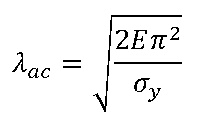 λ_ac = √(2Eπ²/σ_y)